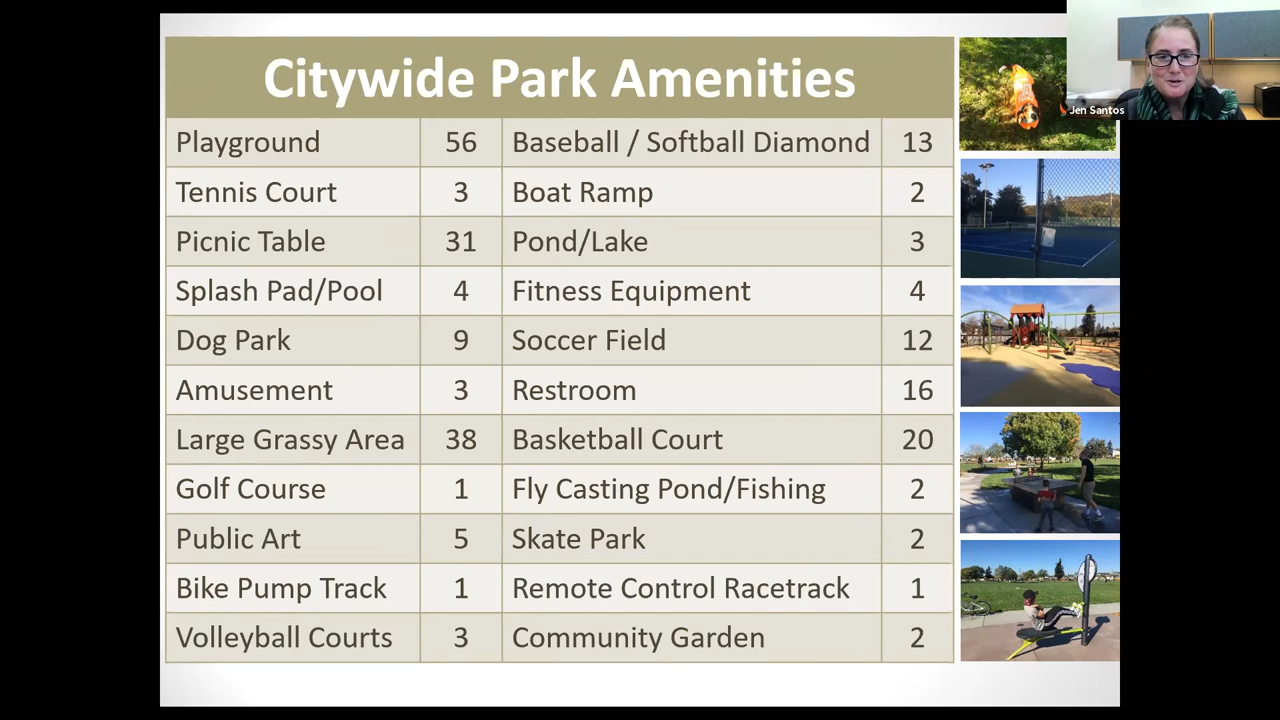 Citywide Park Amenities
Playground 56 Baseball / Softball Diamond 13
Tennis Court 3 Boat Ramp 2
Picnic Table 31 Pond/Lake 3
Splash Pad/Pool 4 Fitness Equipment 4
Dog Park 9 Soccer Field 12
Amusement 3 Restroom 16
Large Grassy Area 38 Basketball Court 20
Golf Course 1 Fly Casting Pond/Fishing 2
Public Art 5 Skate Park 2
Bike Pump Track 1 Remote Control Racetrack 1
Volleyball Courts 3 Community Garden 2
Jen Santos